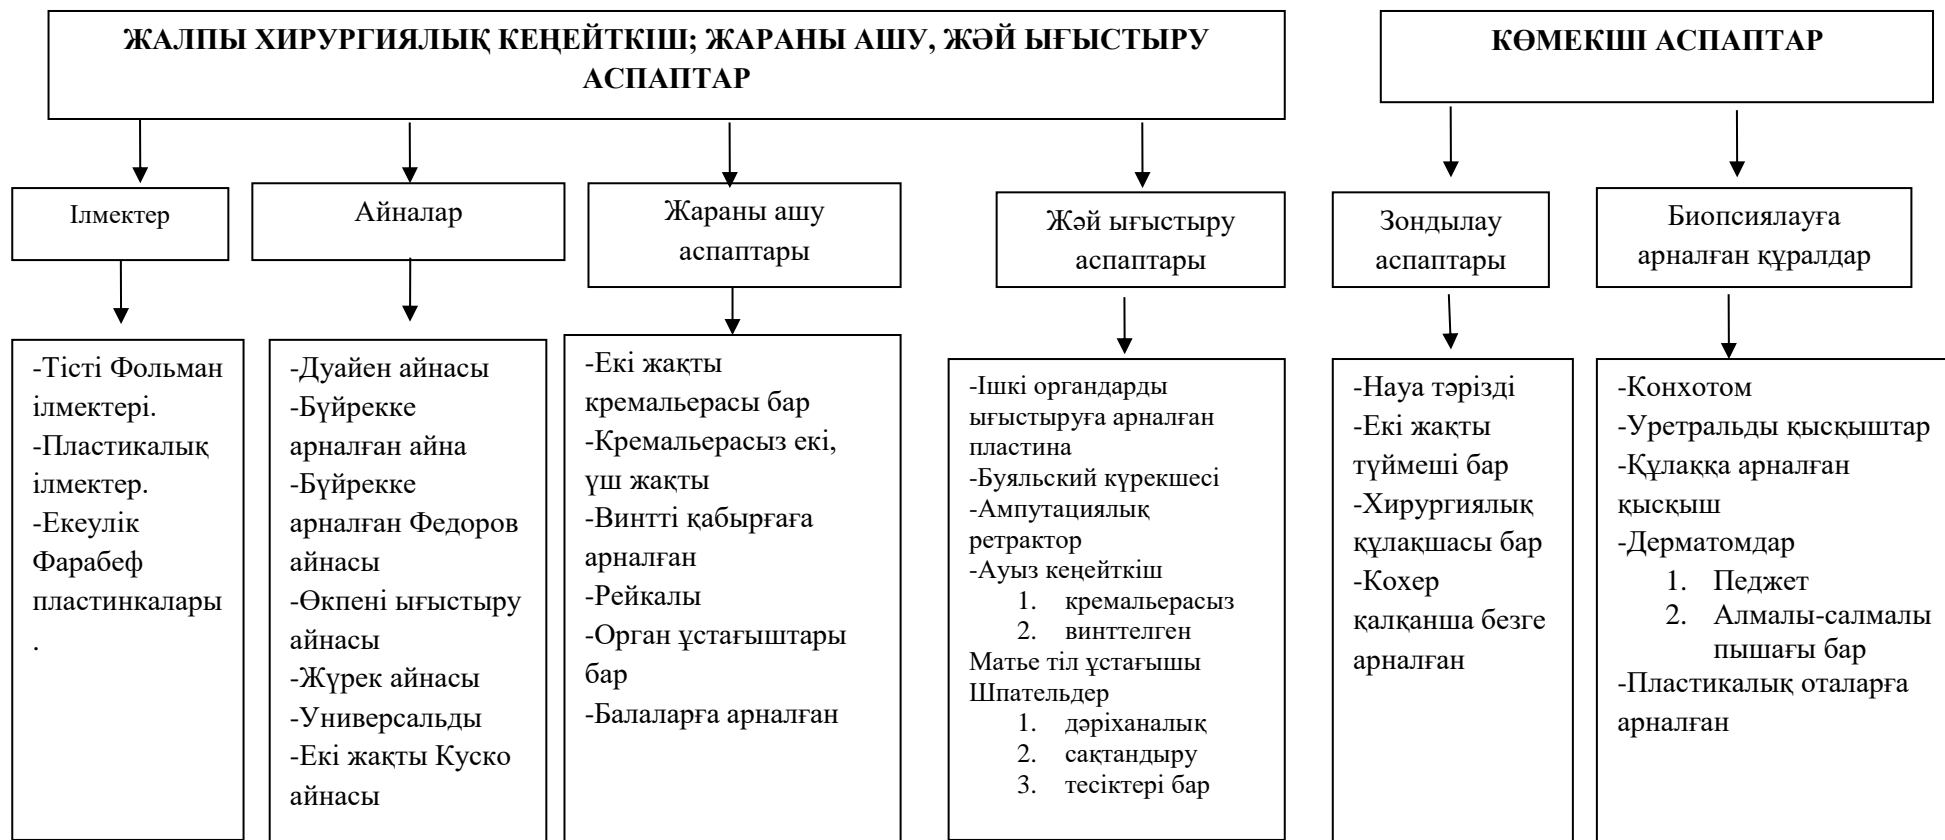 ЖАЛПЫ ХИРУРГИЯЛЫҚ КЕҢЕЙТКІШ; ЖАРАНЫ АШУ, ЖӘЙ ЫҒЫСТЫРУ
АСПАПТАР
КӨМЕКШІ АСПАПТАР
Ілмектер
Айналар
Жараны ашу
аспаптары
Жәй ығыстыру
аспаптары
Зондылау
аспаптары
Биопсиялауға
арналған құралдар
-Тісті Фольман
ілмектері.
-Пластикалық
ілмектер.
-Екеулік
Фарабеф
пластинкалары
.
-Дуайен айнасы
-Бүйрекке
арналған айна
-Бүйрекке
арналған Федоров
айнасы
-Өкпені ығыстыру
айнасы
-Жүрек айнасы
-Универсальды
-Екі жақты Куско
айнасы
-Екі жақты
кремальерасы бар
-Кремальерасыз екі,
үш жақты
-Винтті қабырғаға
арналған
-Рейкалы
-Орган ұстағыштары
бар
-Балаларға арналған
-Ішкі органдарды
ығыстыруға арналған
пластина
-Буяльский күрекшесі
-Ампутациялық
ретрактор
-Ауыз кеңейткіш
1. кремальерасыз
2. винттелген
Матье тіл ұстағышы
Шпательдер
1. дәріханалық
2. сақтандыру
3. тесіктері бар
-Науа тәрізді
-Екі жақты
түймеші бар
-Хирургиялық
құлақшасы бар
-Кохер
қалқанша безге
арналған
-Конхотом
-Уретральды қысқыштар
-Құлаққа арналған
қысқыш
-Дерматомдар
1. Педжет
2. Алмалы-салмалы
пышағы бар
-Пластикалық оталарға
арналған